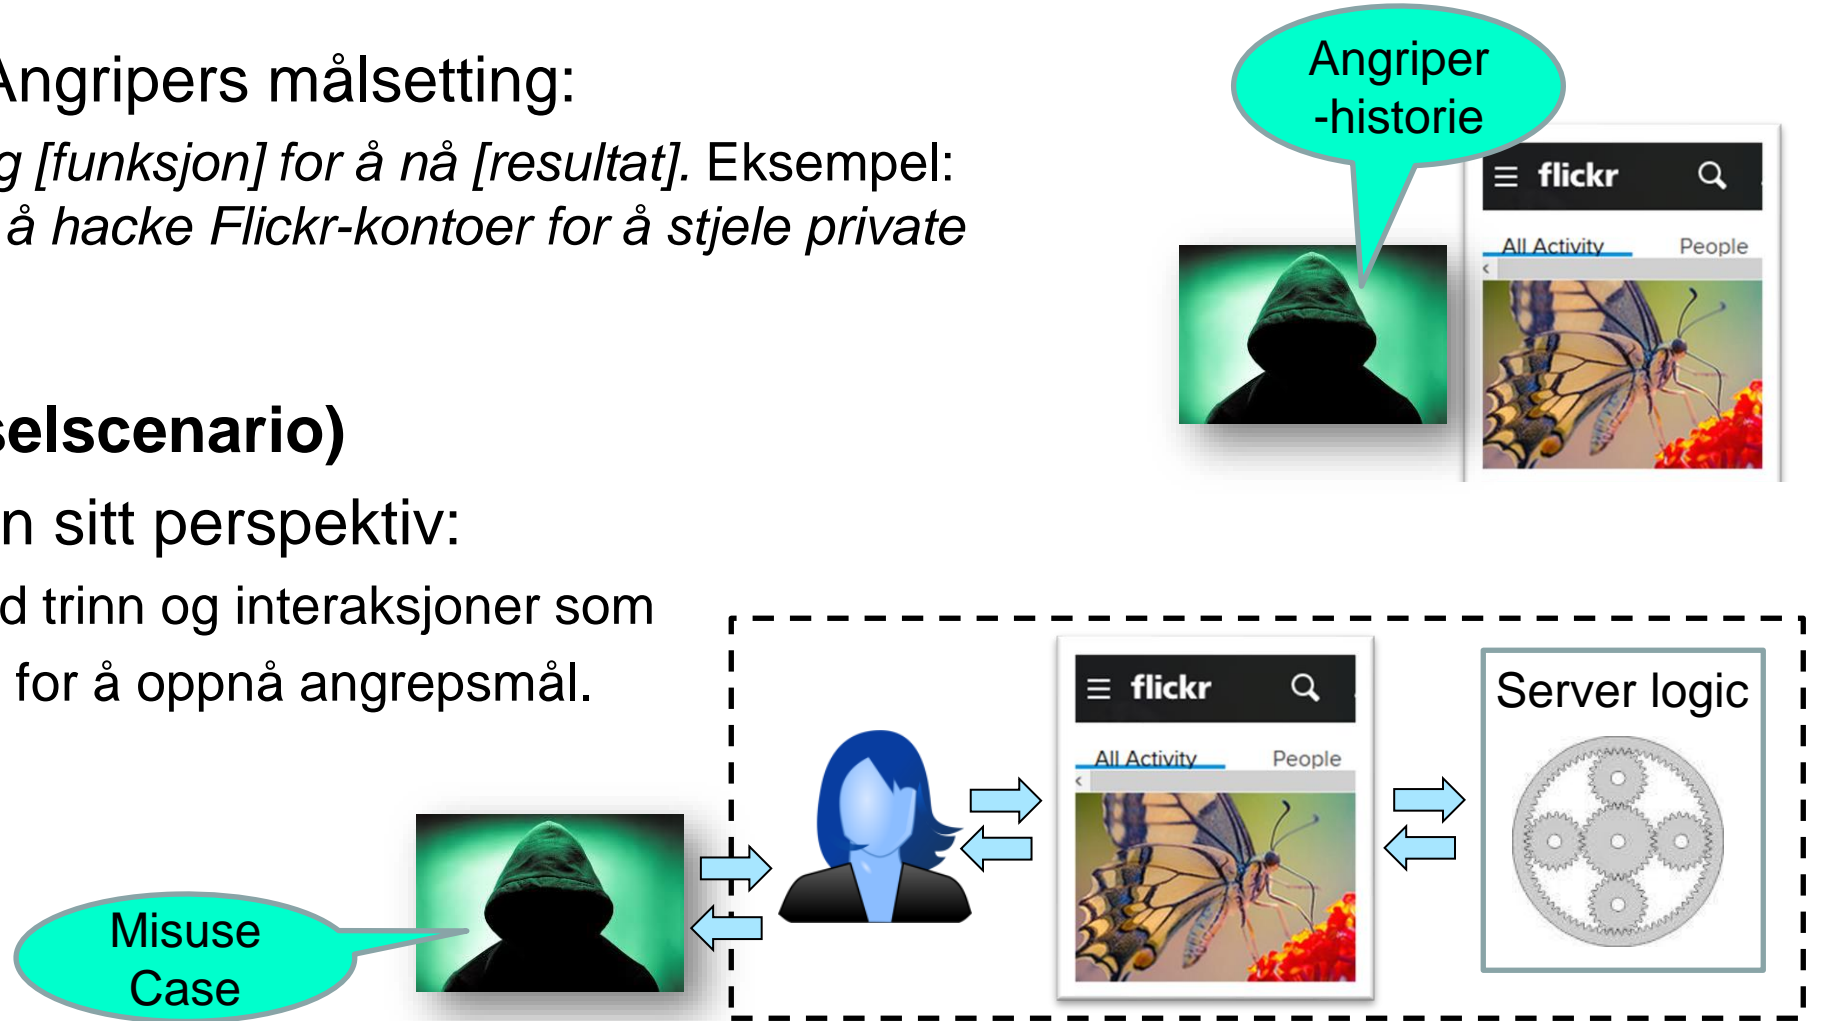 Angripers målsetting:
g [funksjon] for å nå [resultat]. Eksempel:
å hacke Flickr-kontoer for å stjele private
Angriper
-historie
flickr
All Activity People
selscenario)
n sitt perspektiv:
d trinn og interaksjoner som
for å oppnå angrepsmål.
flickr
All Activity People
Server logic
Misuse
Case